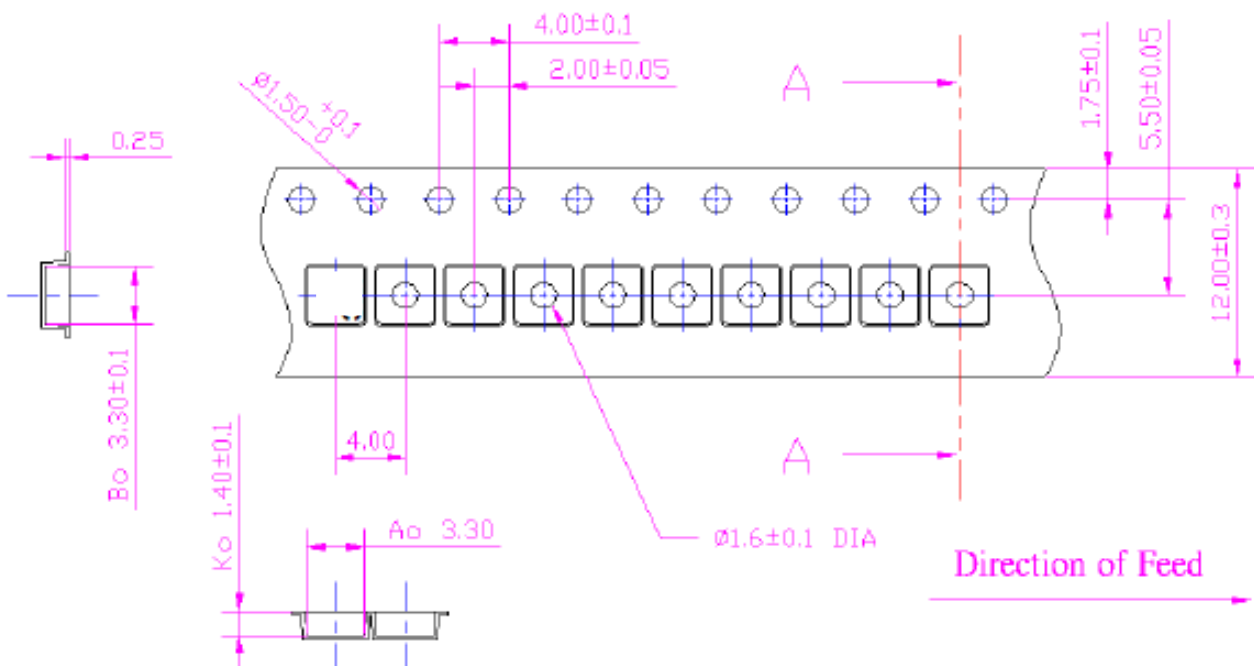 4.00±0.1
2.00±0.05
A
Ø1.50 +0.1 -0
0.25
1.75±0.1
5.50±0.05
12.00±0.3
Bo 3.30±0.1
4.00
A
Ko 1.40±0.1
Ao 3.30
Ø1.6±0.1 DIA
Direction of Feed